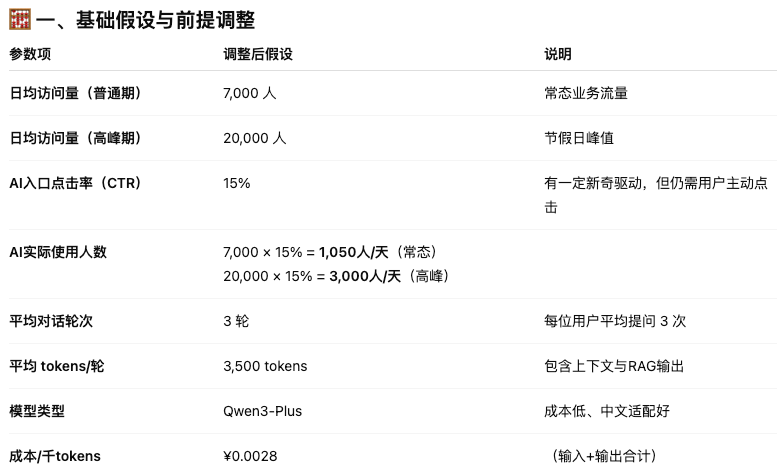 一、基础假设与前提调整
参数项 调整后假设 说明
日均访问量（普通期） 7,000 人 常态业务流量
日均访问量（高峰期） 20,000 人 节假日峰值
AI入口点击率（CTR） 15% 有一定新奇驱动，但仍需用户主动点
击
AI实际使用人数 7,000 × 15% = 1,050人/天（常态）
20,000 × 15% = 3,000人/天（高峰）
平均对话轮次 3 轮 每位用户平均提问 3 次
平均 tokens/轮 3,500 tokens 包含上下文与RAG输出
模型类型 Qwen3-Plus 成本低、中文适配好
成本/千tokens ¥0.0028 （输入+输出合计）